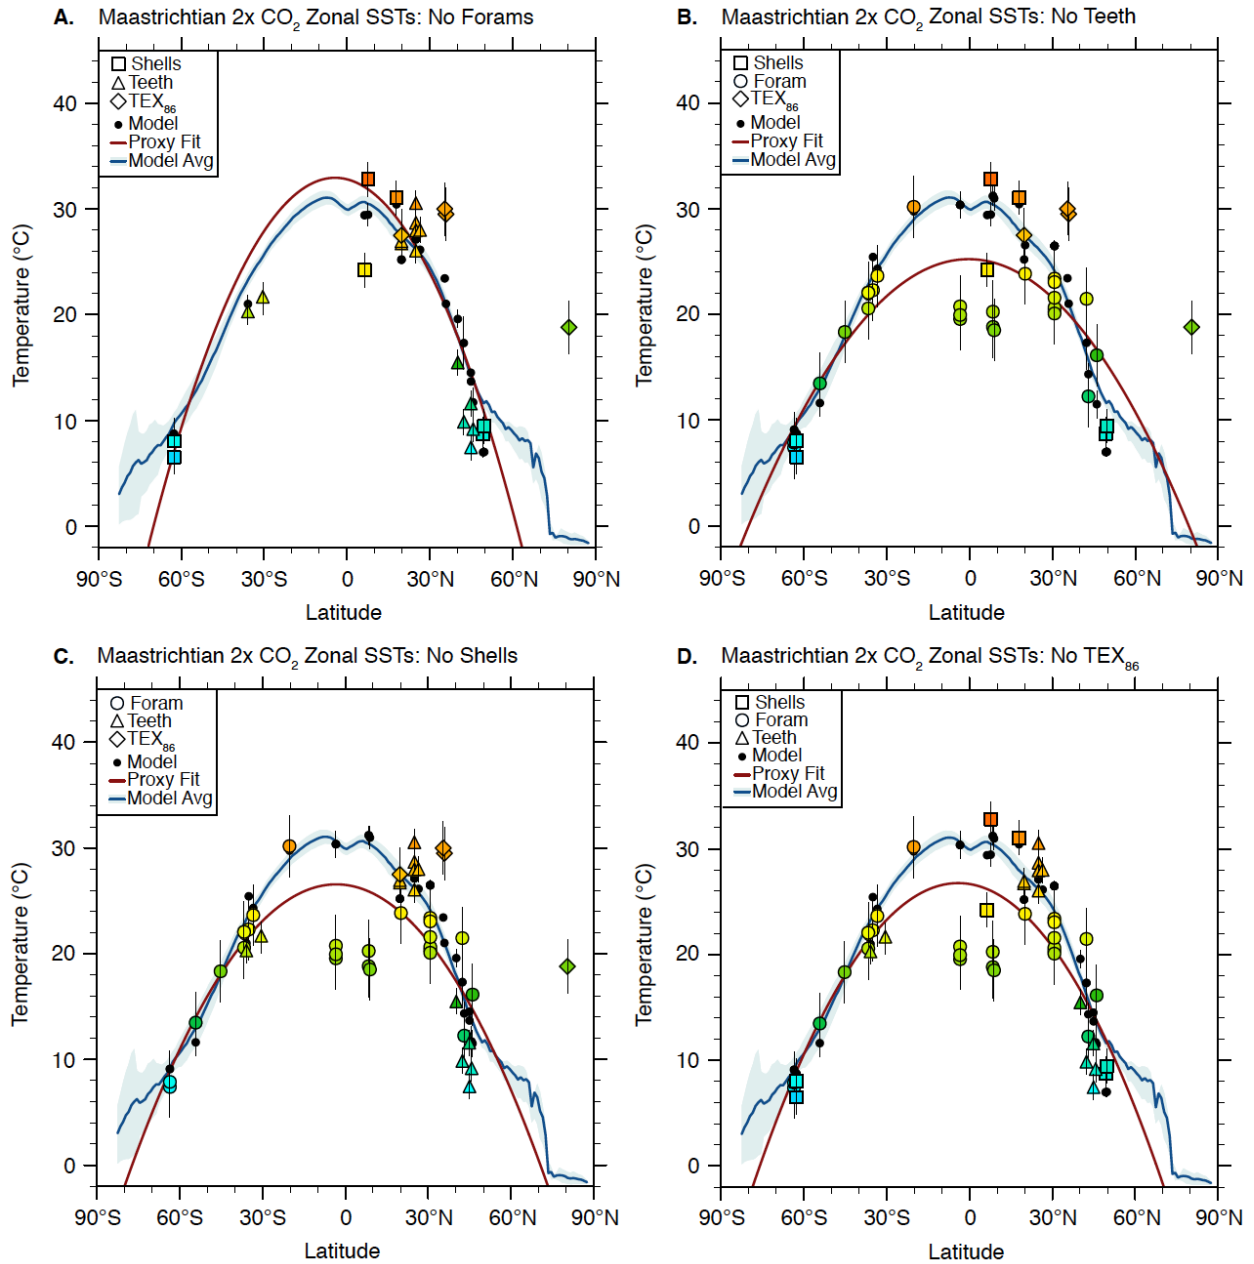 A. Maastrichtian 2x CO2 Zonal SSTs: No Forams
Shells
Teeth
TEX86
Model
Proxy Fit
Model Avg
Temperature (°C)
40
30
20
10
0
90°S 60°S 30°S 0 30°N 60°N 90°N
Latitude
B. Maastrichtian 2x CO2 Zonal SSTs: No Teeth
Shells
Foram
TEX86
Model
Proxy Fit
Model Avg
Temperature (°C)
40
30
20
10
0
90°S 60°S 30°S 0 30°N 60°N 90°N
Latitude
C. Maastrichtian 2x CO2 Zonal SSTs: No Shells
Foram
Teeth
TEX86
Model
Proxy Fit
Model Avg
Temperature (°C)
40
30
20
10
0
90°S 60°S 30°S 0 30°N 60°N 90°N
Latitude
D. Maastrichtian 2x CO2 Zonal SSTs: No TEX86
Shells
Foram
Teeth
Model
Proxy Fit
Model Avg
Temperature (°C)
40
30
20
10
0
90°S 60°S 30°S 0 30°N 60°N 90°N
Latitude